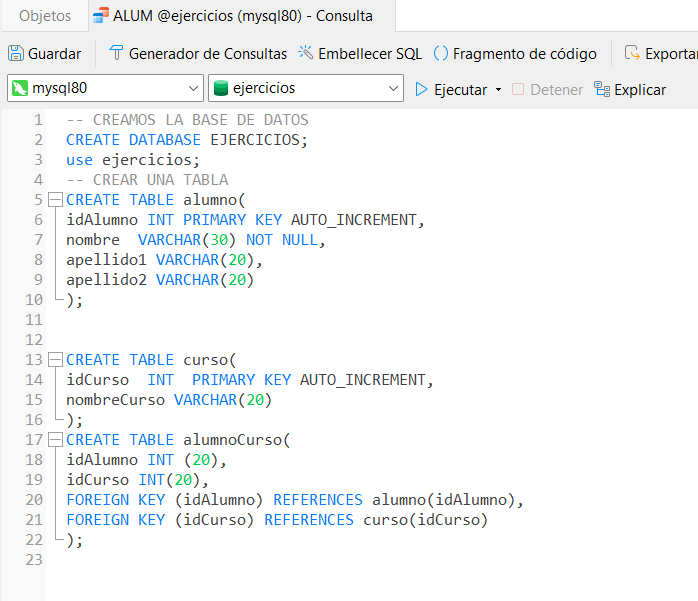 Objetos
ALUM @ejercicios (mysql80) - Consulta
Guardar Generador de Consultas Embellecer SQL () Fragmento de código Exportar
mysql80 ejercicios Ejecutar Detener Explicar
1 -- CREAMOS LA BASE DE DATOS
2 CREATE DATABASE EJERCICIOS;
3 use ejercicios;
4 -- CREAR UNA TABLA
5 CREATE TABLE alumno(
6 idAlumno INT PRIMARY KEY AUTO_INCREMENT,
7 nombre  VARCHAR(30) NOT NULL,
8 apellido1 VARCHAR(20),
9 apellido2 VARCHAR(20)
10 );
11
12
13 CREATE TABLE curso(
14 idCurso  INT  PRIMARY KEY AUTO_INCREMENT,
15 nombreCurso VARCHAR(20)
16 );
17 CREATE TABLE alumnoCurso(
18 idAlumno INT (20),
19 idCurso INT(20),
20 FOREIGN KEY (idAlumno) REFERENCES alumno(idAlumno),
21 FOREIGN KEY (idCurso) REFERENCES curso(idCurso)
22 );
23